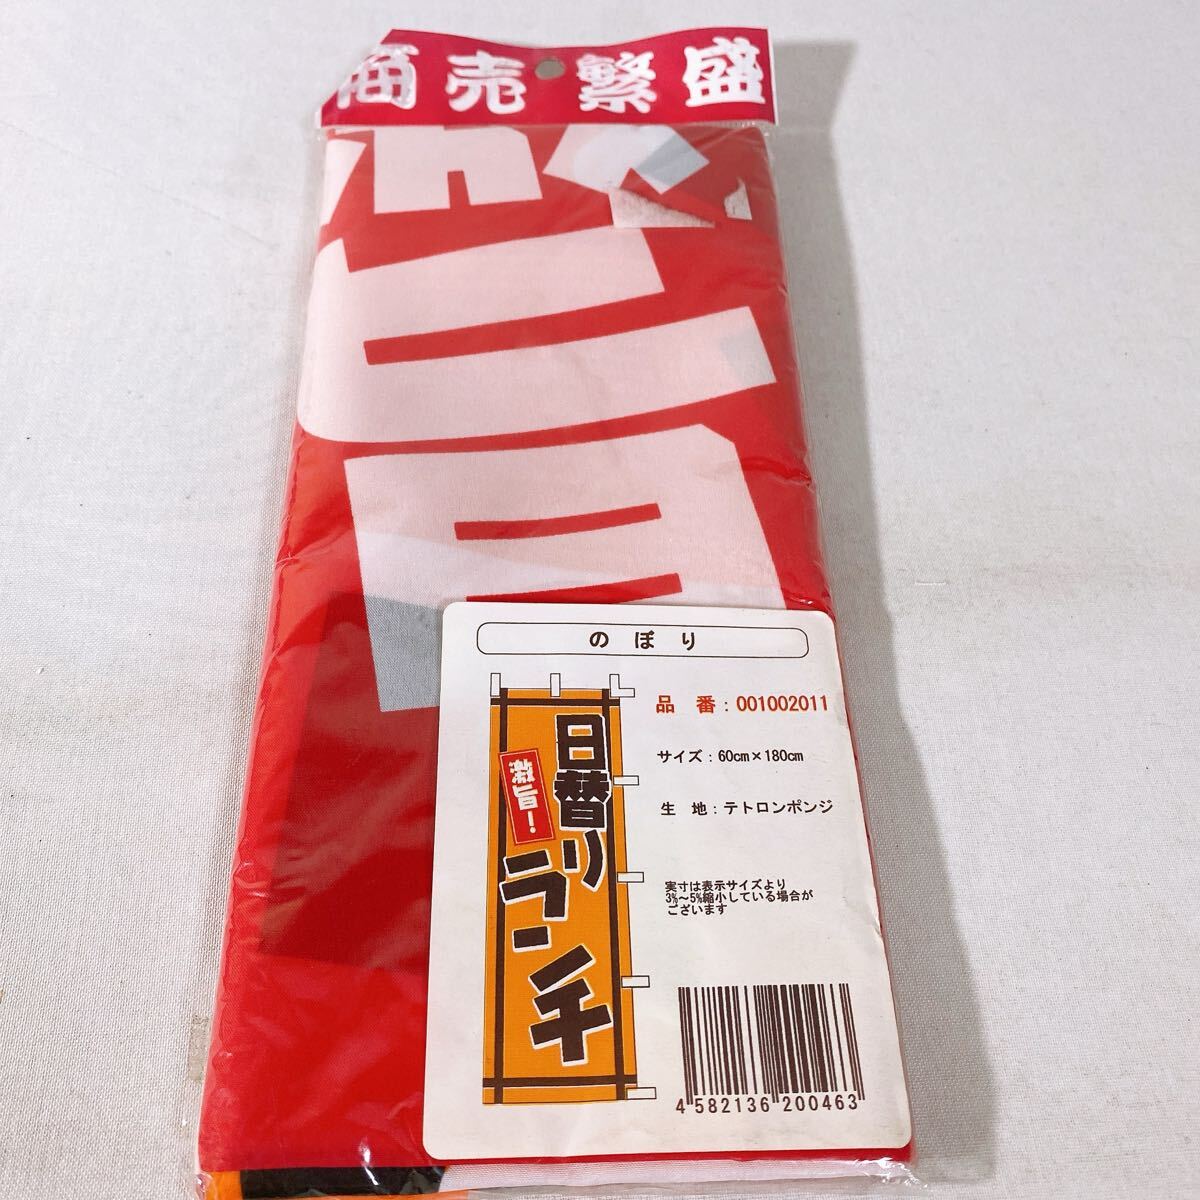 商売繁盛
のぼり
品 番：001002011
サイズ：60cm×180cm
生 地：テトロンポンジ
実寸は表示サイズより
3%～5%縮小している場合が
ございます
日替り
ランチ
激旨！
4 582136 200463